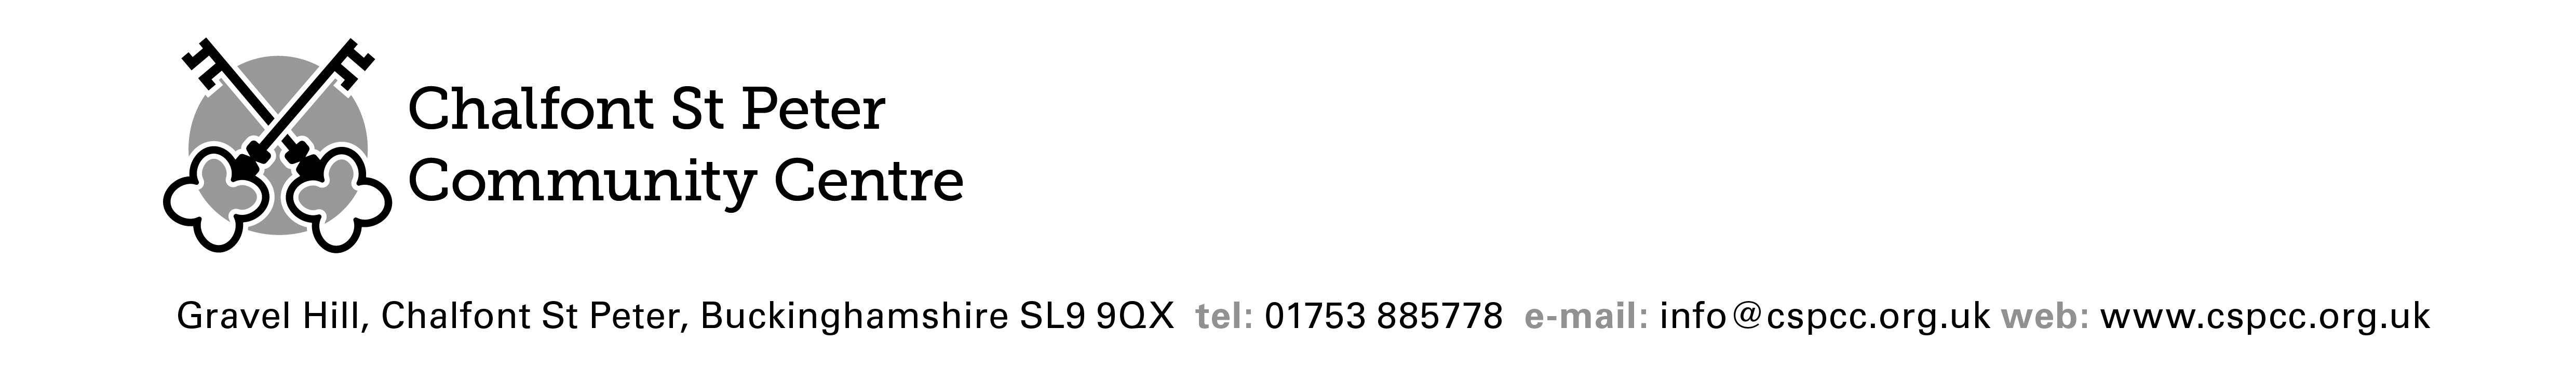 Chalfont St Peter
Community Centre
Gravel Hill, Chalfont St Peter, Buckinghamshire SL9 9QX tel: 01753 885778 e-mail: info@cspcc.org.uk web: www.cspcc.org.uk